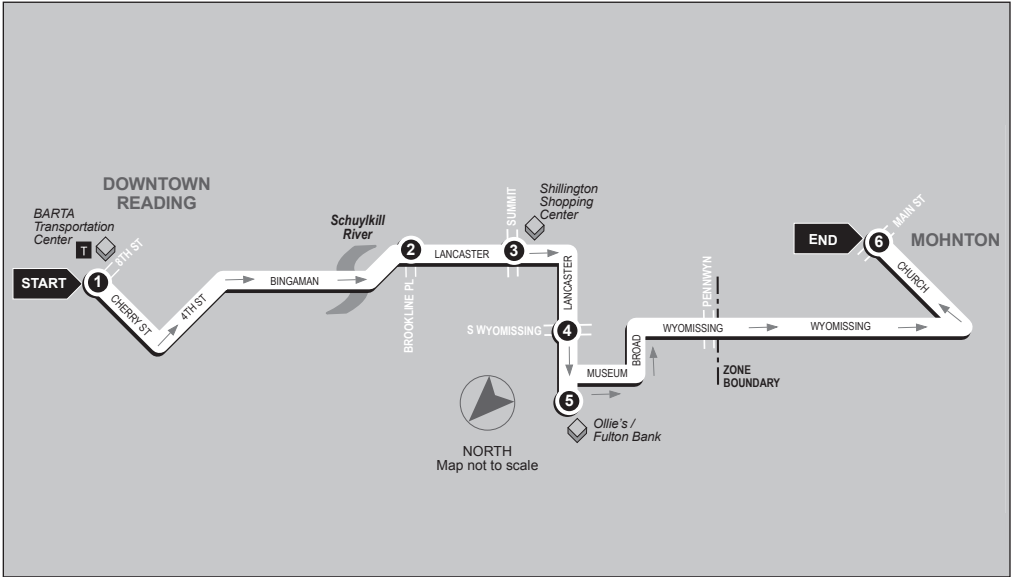 DOWNTOWN
READING
BARTA
Transportation
Center
T
8TH ST
START
1
CHERRY ST
4TH ST
BINGAMAN
Schuylkill
River
2
BROOKLINE PL
LANCASTER
SUMMIT
3
Shillington
Shopping
Center
LANCASTER
S WYOMISSING
4
MUSEUM
5
Ollie's /
Fulton Bank
BROAD
WYOMISSING
PENNWYN
ZONE
BOUNDARY
WYOMISSING
CHURCH
END
6
MAIN ST
MOHNTON
NORTH
Map not to scale